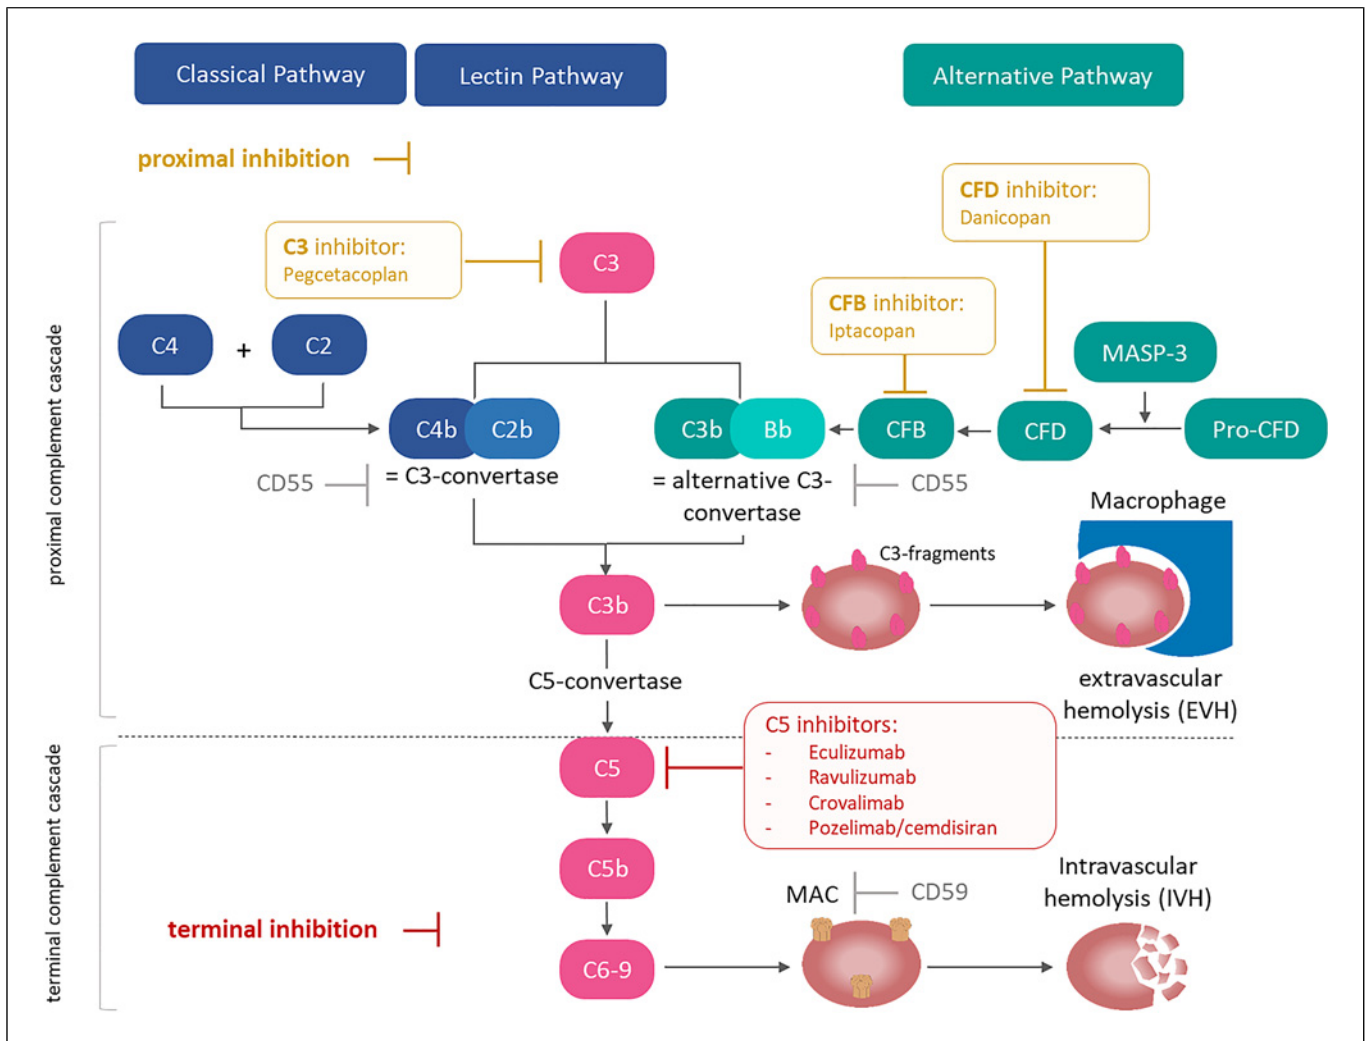 Classical Pathway
Lectin Pathway
Alternative Pathway
proximal inhibition
CFD inhibitor:
Danicopan
C3 inhibitor:
Pegcetacoplan
C3
CFB inhibitor:
Iptacopan
proximal complement cascade
C4
+
C2
MASP-3
C4b
C2b
C3b
Bb
CFB
CFD
Pro-CFD
CD55
= C3-convertase
= alternative C3-
convertase
CD55
Macrophage
C3-fragments
C3b
C5-convertase
extravascular
hemolysis (EVH)
C5 inhibitors:
- Eculizumab
- Ravulizumab
- Crovalimab
- Pozelimab/cemdisiran
terminal complement cascade
C5
C5b
MAC
CD59
Intravascular
hemolysis (IVH)
terminal inhibition
C6-9